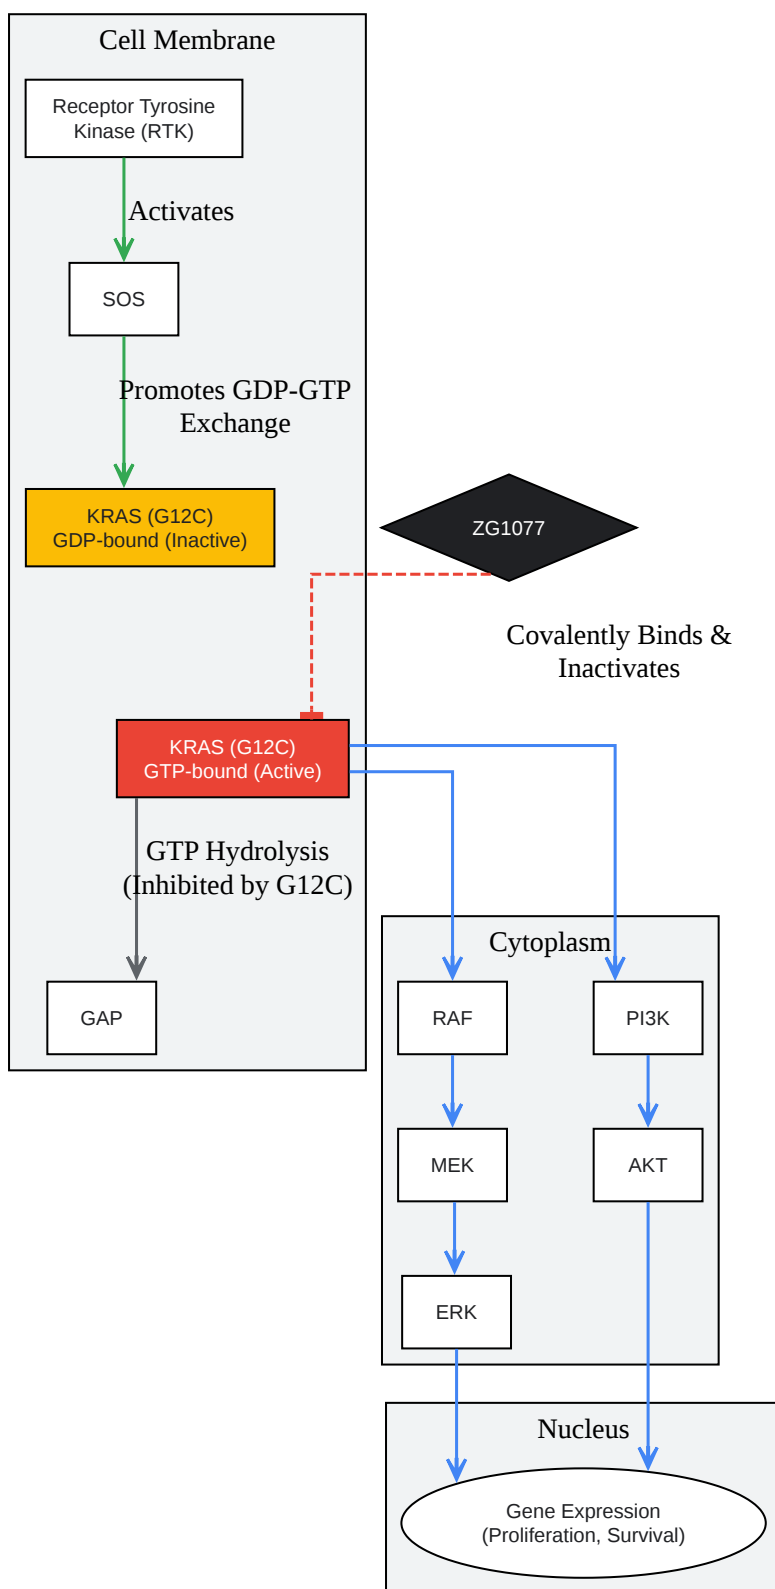 Cell Membrane
Receptor Tyrosine
Kinase (RTK)
Activates
SOS
Promotes GDP-GTP
Exchange
KRAS (G12C)
GDP-bound (Inactive)
ZG1077
Covalently Binds &
Inactivates
KRAS (G12C)
GTP-bound (Active)
GTP Hydrolysis
(Inhibited by G12C)
GAP
Cytoplasm
RAF
PI3K
MEK
AKT
ERK
Nucleus
Gene Expression
(Proliferation, Survival)